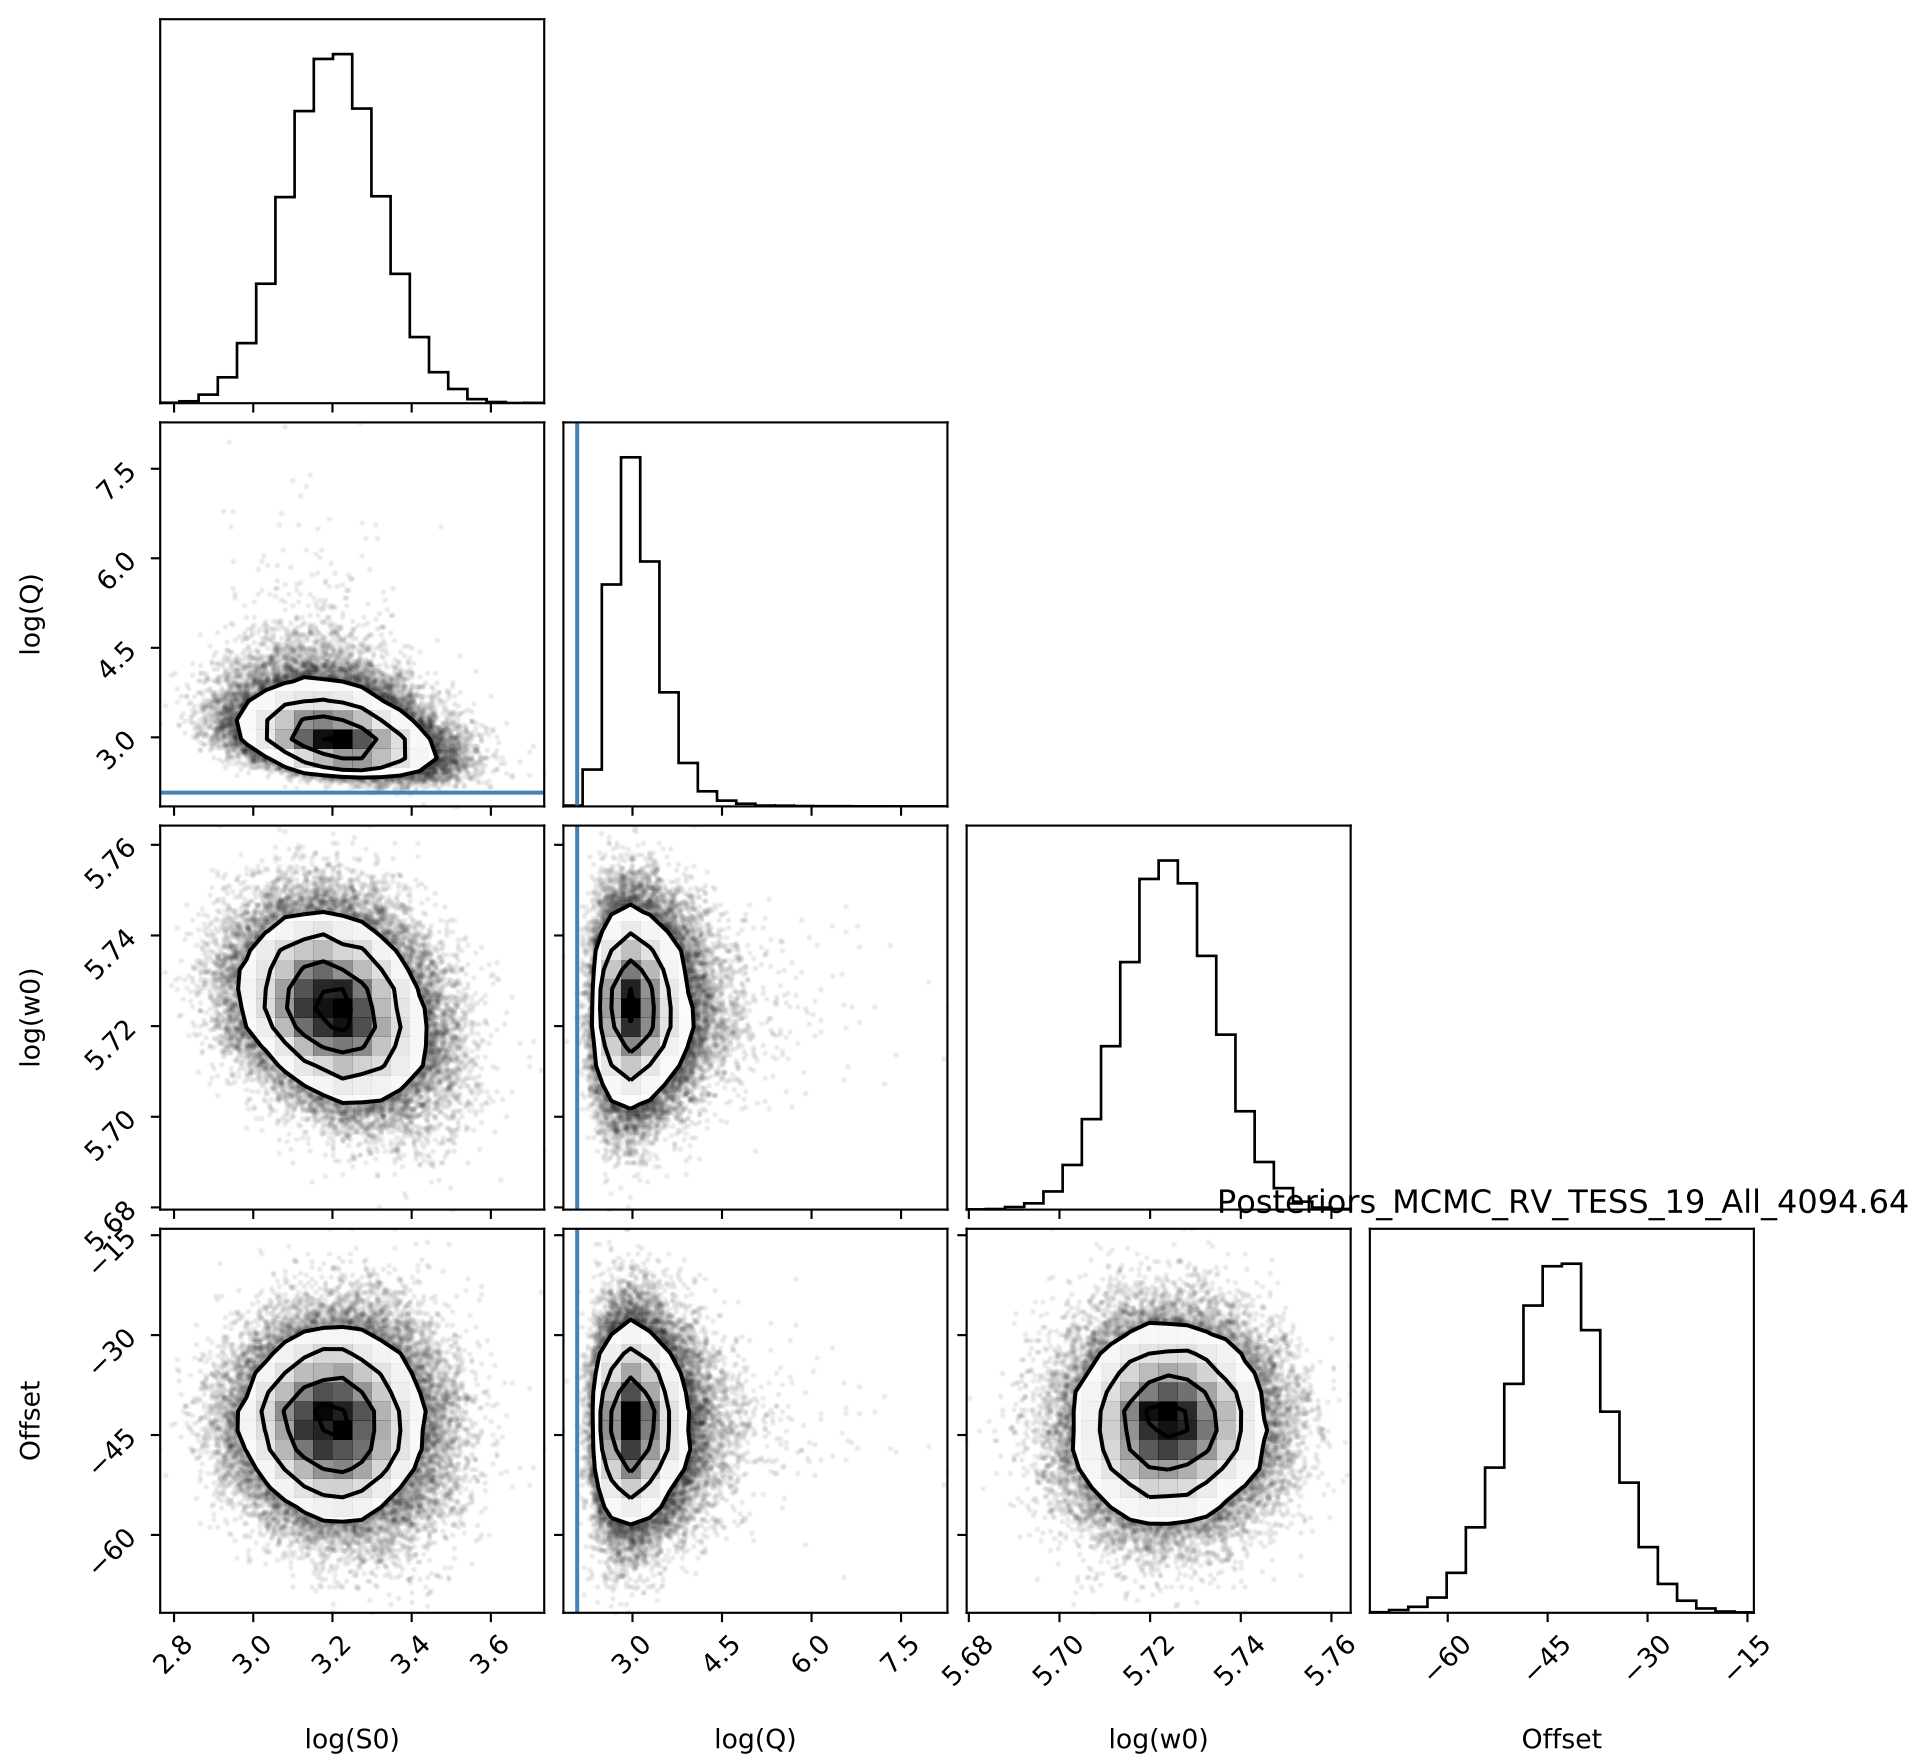 7.5
6.0
4.5
3.0
log(Q)
5.76
5.74
5.72
5.70
5.68
log(w0)
Posteriors_MCMC_RV_TESS_19_All_4094.64
−15
−30
−45
−60
Offset
2.8 3.0 3.2 3.4 3.6 3.0 4.5 6.0 7.5 5.68 5.70 5.72 5.74 5.76 −60 −45 −30 −15
log(S0) log(Q) log(w0) Offset